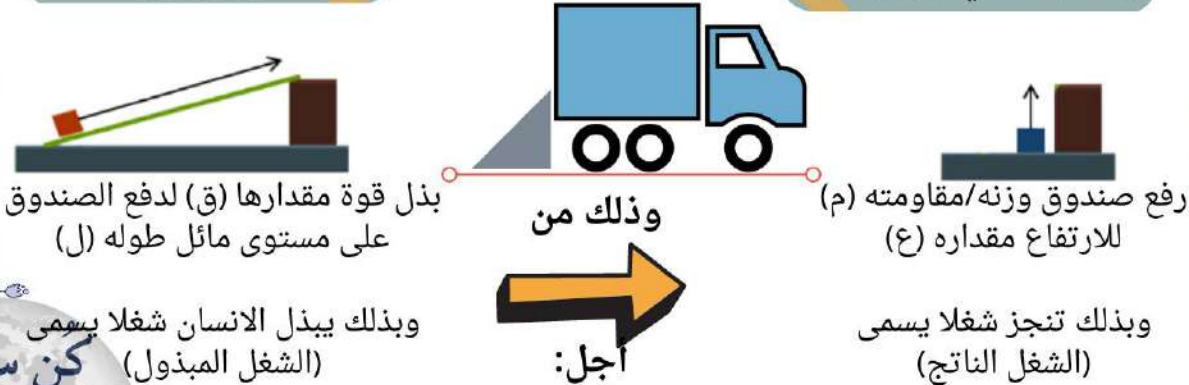 رفع صندوق وزنه/مقاومته (م)
للارتفاع مقداره (ع)
وبذلك تنجز شغلا يسمى
(الشغل الناتج)
وذلك من
أجل:
بذل قوة مقدارها (ق) لدفع الصندوق
على مستوى مائل طوله (ل)
وبذلك يبذل الانسان شغلا يسمى
(الشغل المبذول)
كُن